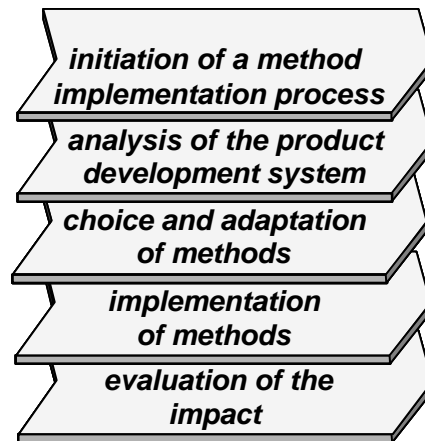 initiation of a method
implementation process
analysis of the product
development system
choice and adaptation
of methods
implementation
of methods
evaluation of the
impact